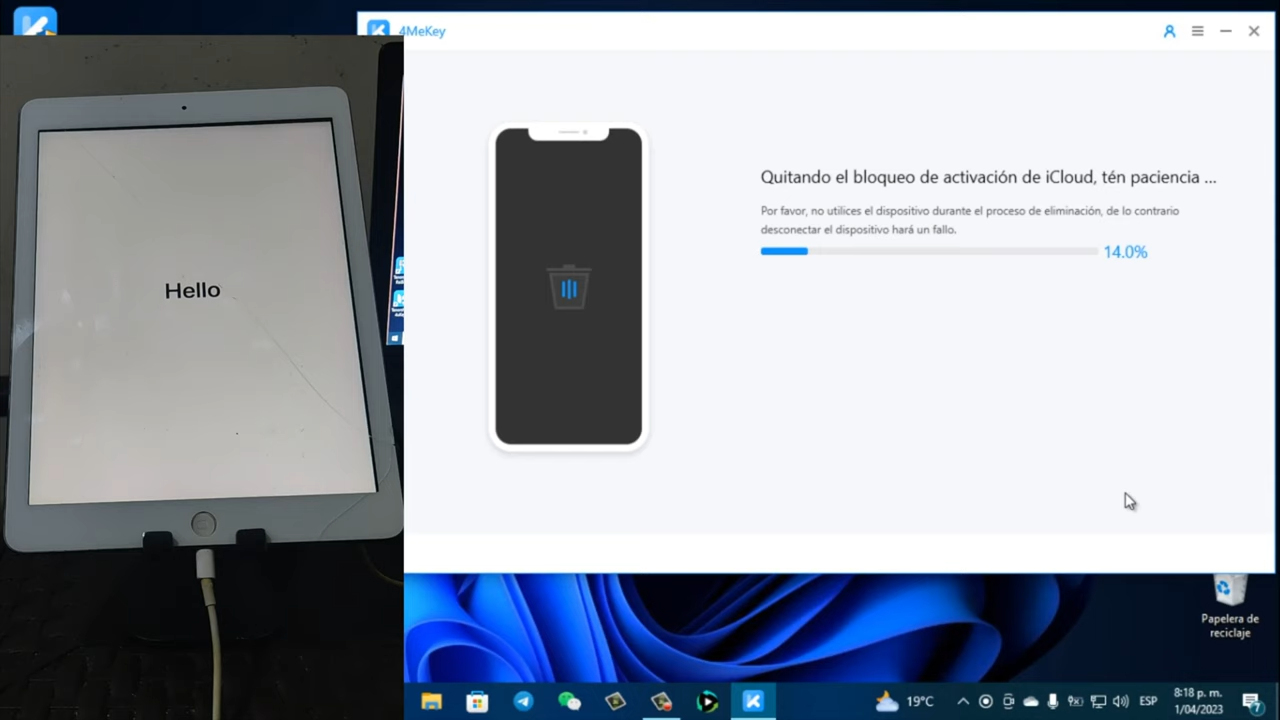 4MeKey
Hello
Quitando el bloqueo de activación de iCloud, tén paciencia ...
Por favor, no utilices el dispositivo durante el proceso de eliminación, de lo contrario
desconectar el dispositivo hará un fallo.
14.0%
Papelera de
reciclaje
19°C
ESP
8:18 p. m.
1/04/2023
7